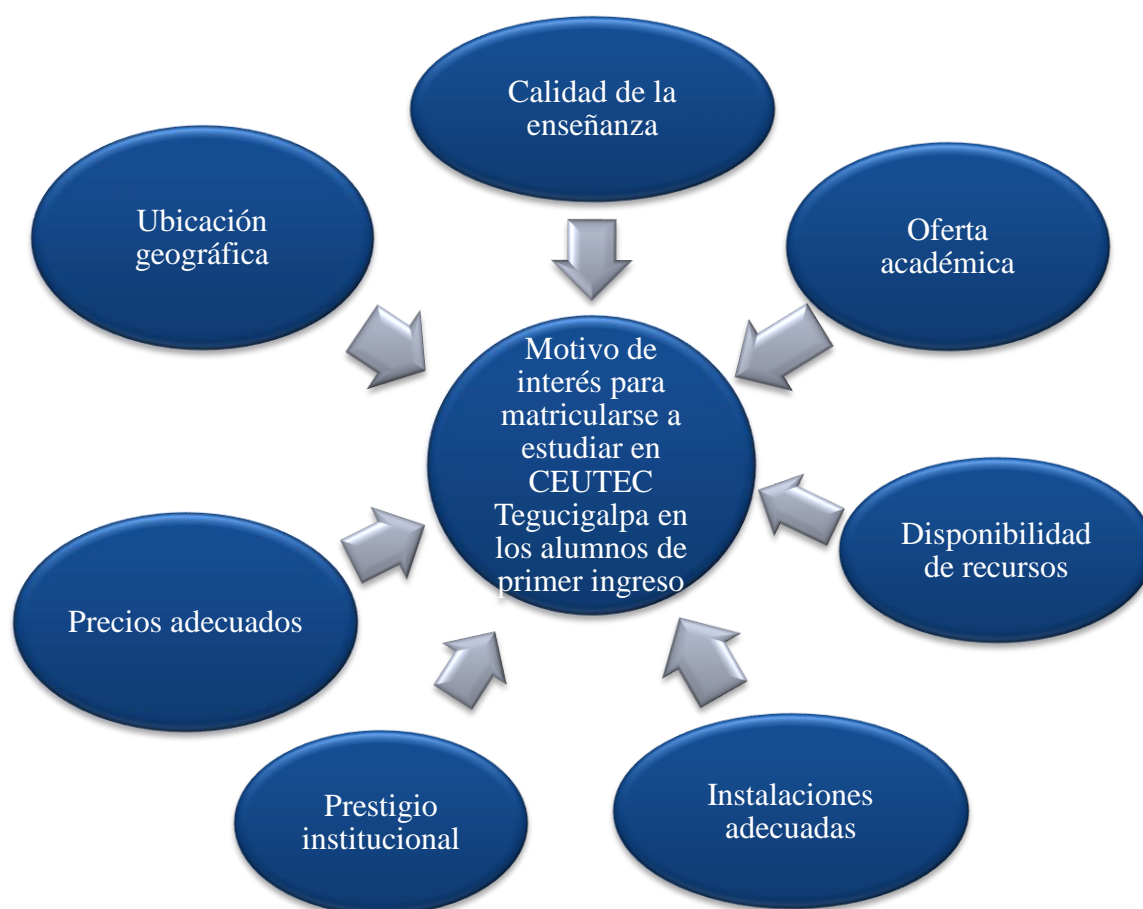 Calidad de la
enseñanza
Ubicación
geográfica
Oferta
académica
Motivo de
interés para
matricularse a
estudiar en
CEUTEC
Tegucigalpa en
los alumnos de
primer ingreso
Disponibilidad
de recursos
Precios adecuados
Prestigio
institucional
Instalaciones
adecuadas